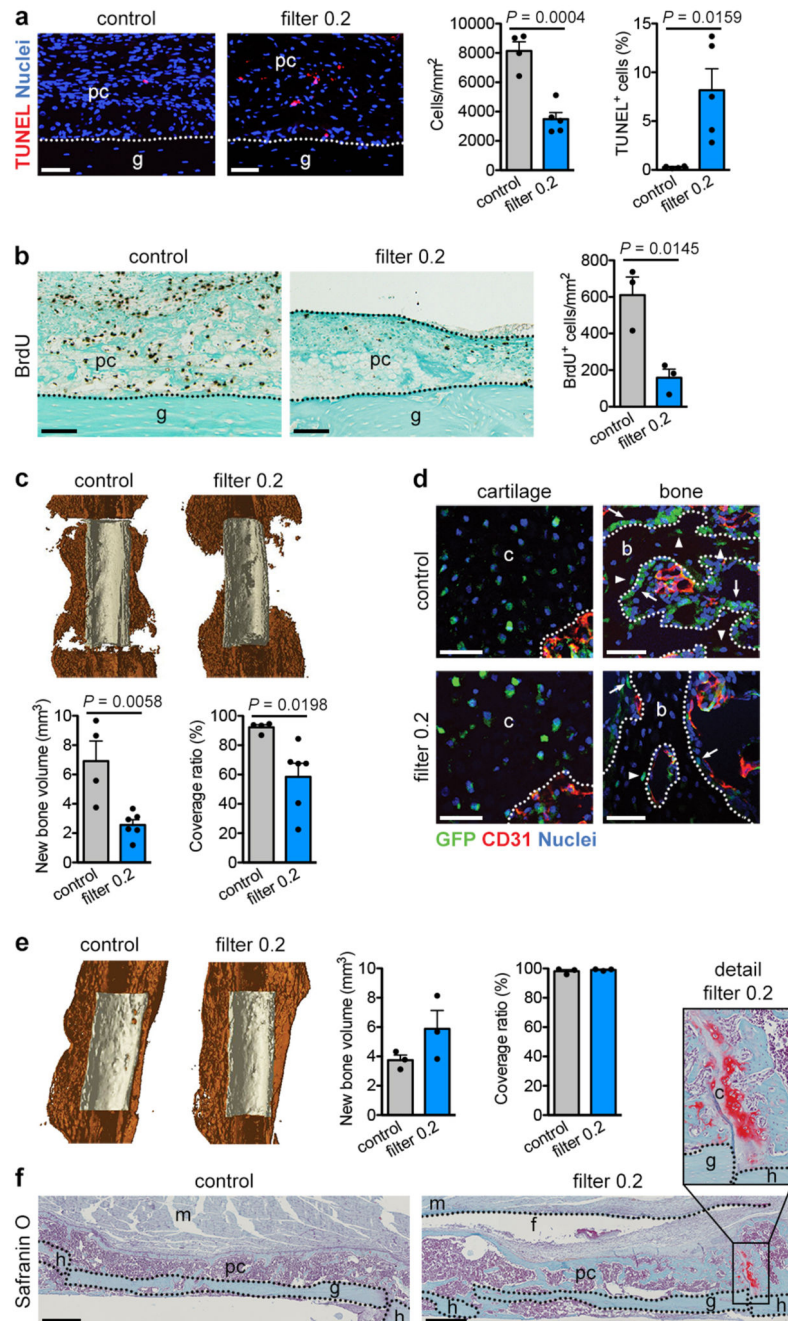 a
control
filter 0.2
TUNEL Nuclei
pc
g
pc
g
Cells/mm²
10000
8000
6000
4000
2000
0
P = 0.0004
control
filter 0.2
TUNEL⁺ cells (%)
15
10
5
0
P = 0.0159
control
filter 0.2
b
control
filter 0.2
BrdU
pc
g
pc
g
BrdU⁺ cells/mm²
800
600
400
200
0
P = 0.0145
control
filter 0.2
c
control
filter 0.2
New bone volume (mm³)
10
8
6
4
2
0
P = 0.0058
control
filter 0.2
Coverage ratio (%)
100
80
60
40
20
0
P = 0.0198
control
filter 0.2
d
cartilage
bone
control
c
b
filter 0.2
c
b
GFP CD31 Nuclei
e
control
filter 0.2
New bone volume (mm³)
10
8
6
4
2
0
control
filter 0.2
Coverage ratio (%)
100
80
60
40
20
0
control
filter 0.2
detail
filter 0.2
c
g
h
f
control
filter 0.2
Safranin O
m
h
pc
g
h
m
f
pc
h
g
h